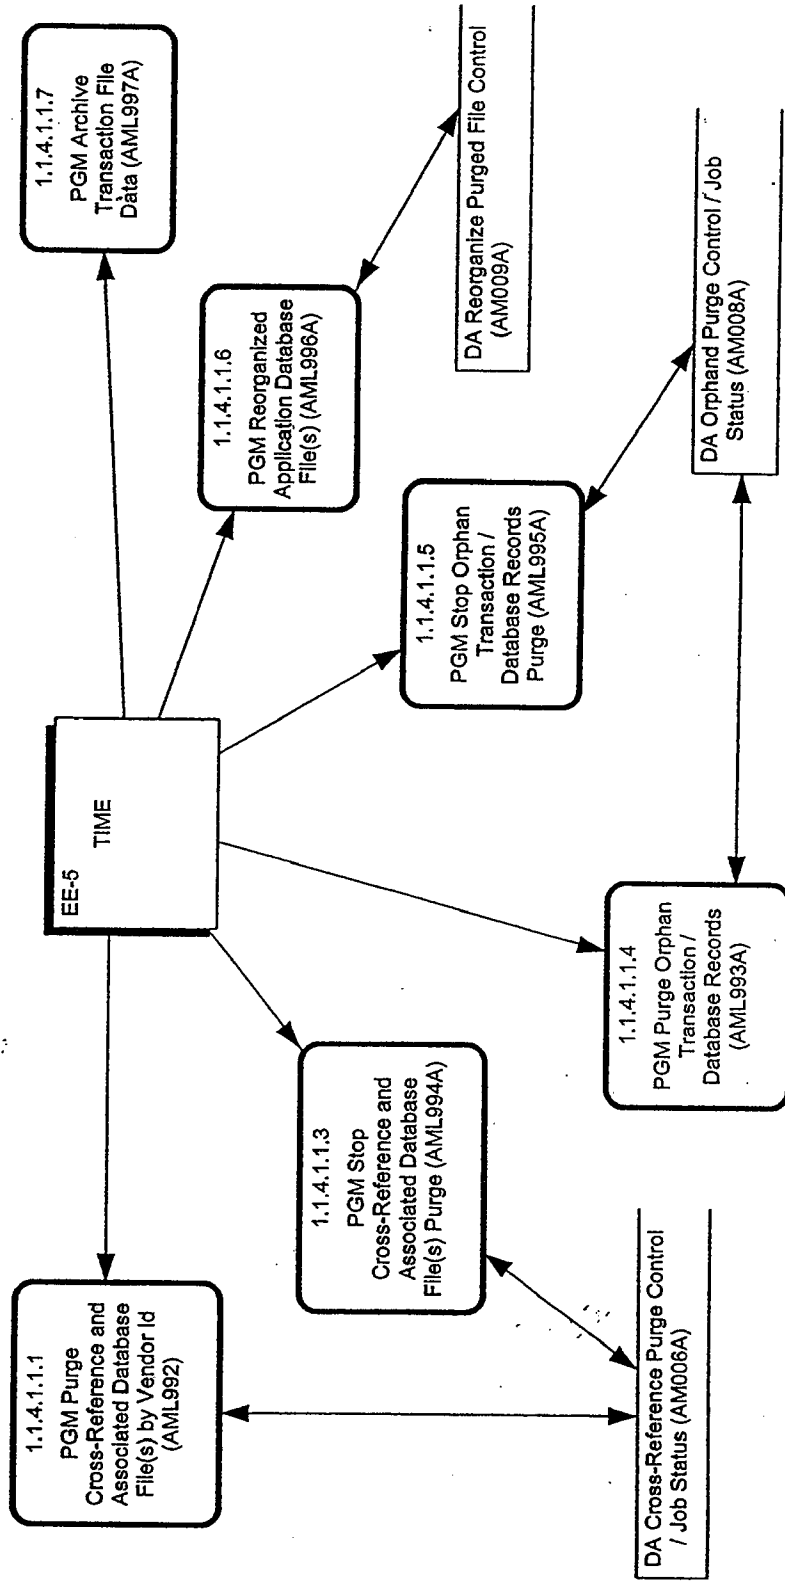 EE-5
TIME
1.1.4.1.1.1
PGM Purge
Cross-Reference and
Associated Database
File(s) by Vendor Id
(AML992)
1.1.4.1.1.3
PGM Stop
Cross-Reference and
Associated Database
File(s) Purge (AML994A)
1.1.4.1.1.4
PGM Purge Orphan
Transaction /
Database Records
(AML993A)
1.1.4.1.1.5
PGM Stop Orphan
Transaction /
Database Records
Purge (AML995A)
1.1.4.1.1.6
PGM Reorganized
Application Database
File(s) (AML996A)
1.1.4.1.1.7
PGM Archive
Transaction File
Data (AML997A)
DA Cross-Reference Purge Control
/ Job Status (AM006A)
DA Orphand Purge Control / Job
Status (AM008A)
DA Reorganize Purged File Control
(AM009A)